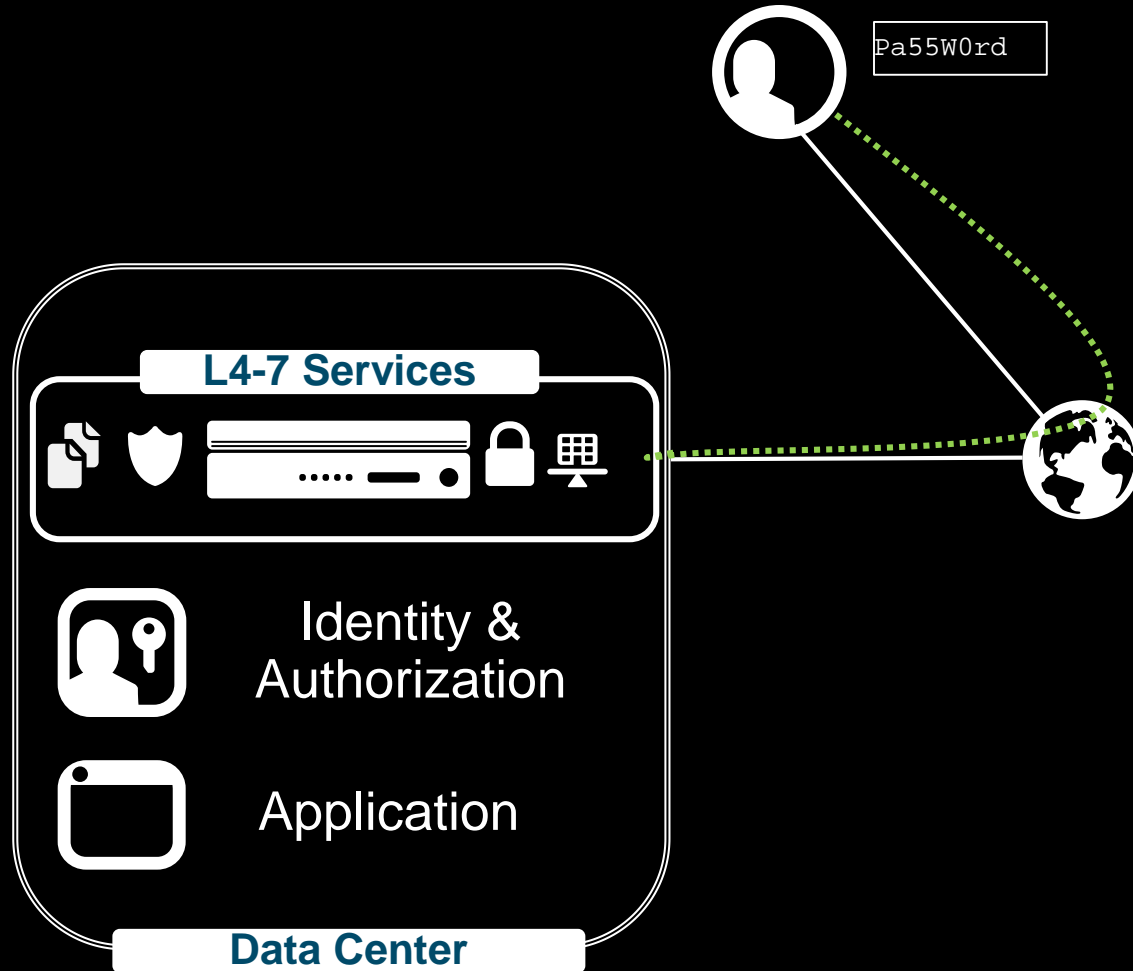 Pa55W0rd
L4-7 Services
Identity &
Authorization
Application
Data Center